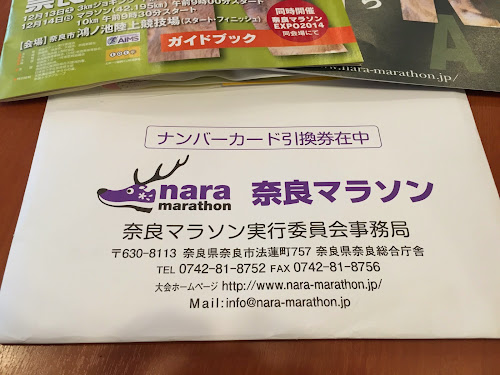 12月13日㊏ 3kmジョギング
12月14日㊐ マラソン(42.195km)午前9時00分スタート
10km 午前9時30分スタート
【会場】奈良市 鴻ノ池陸上競技場(スタート・フィニッシュ)
AIMS
ガイドブック
同時開催
奈良マラソン
EXPO2014
同会場にて
www.nara-marathon.jp/
ナンバーカード引換券在中
nara
marathon
奈良マラソン
奈良マラソン実行委員会事務局
〒630-8113 奈良県奈良市法蓮町757 奈良県奈良総合庁舎
TEL 0742-81-8752 FAX 0742-81-8756
大会ホームページ http://www.nara-marathon.jp/
Mail:info@nara-marathon.jp